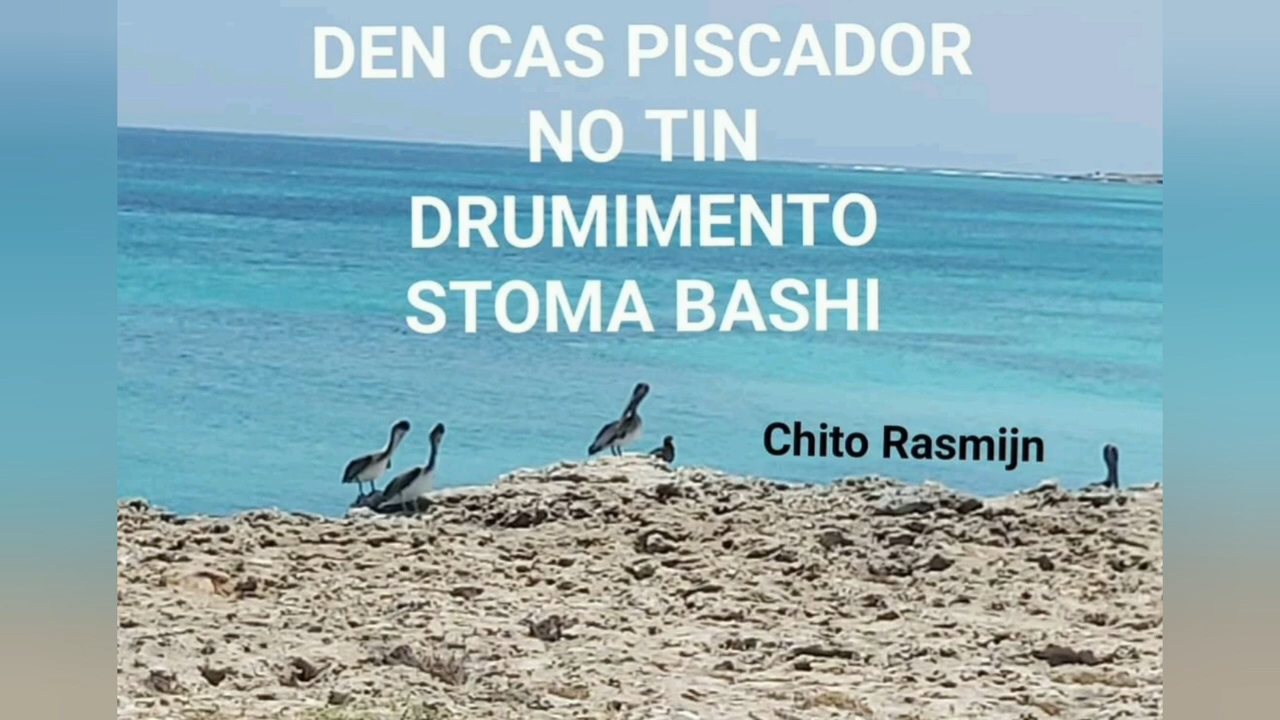 DEN CAS PISCADOR
NO TIN
DRUMIMENTO
STOMA BASHI
Chito Rasmijn